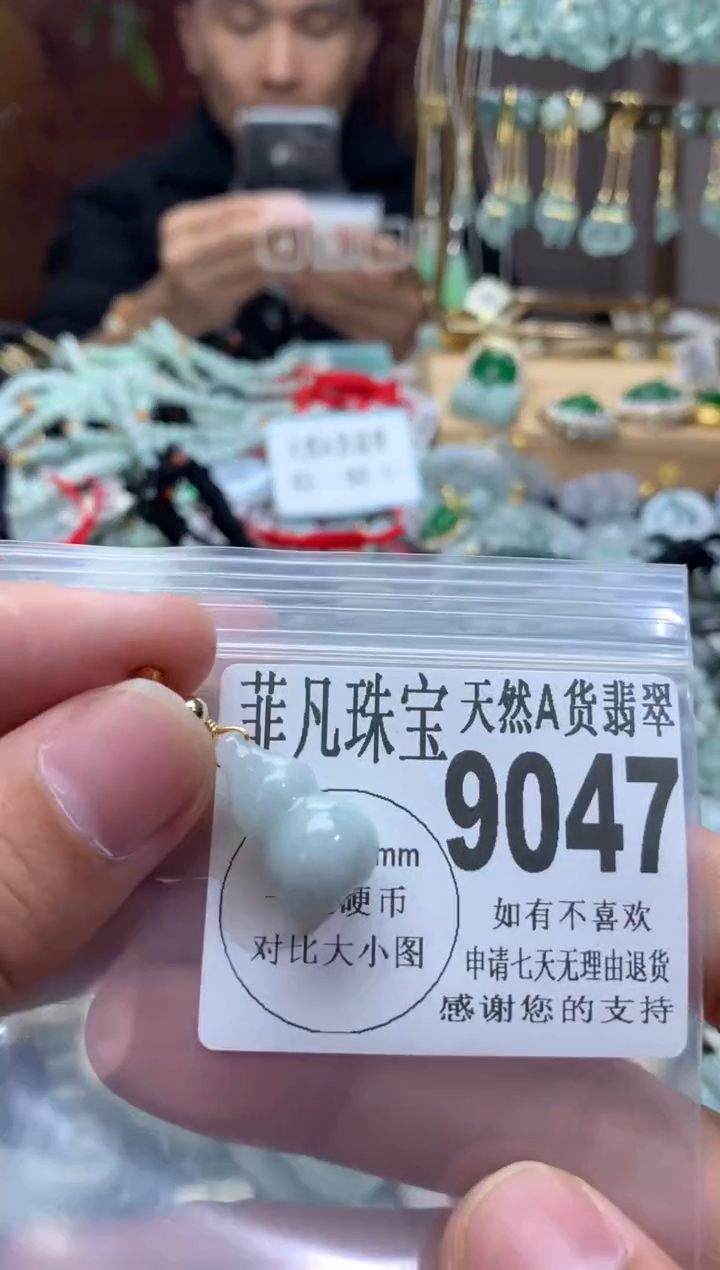 菲凡珠宝 天然A货翡翠
9047
mm
硬币
对比大小图
如有不喜欢
申请七天无理由退货
感谢您的支持